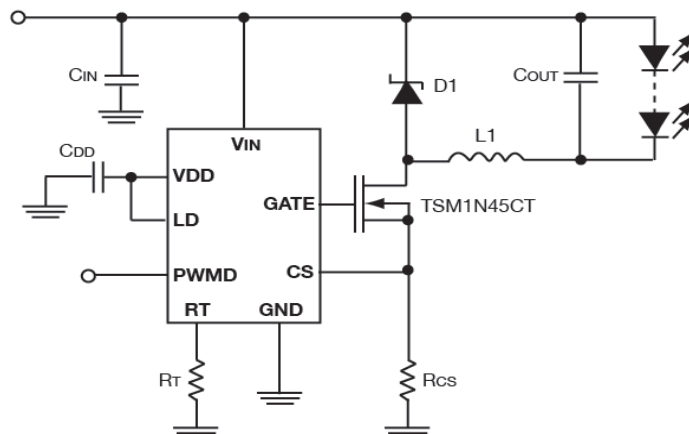 CIN
D1
COUT
VIN
L1
CDD
VDD
GATE
TSM1N45CT
LD
PWMD
CS
RT
GND
RT
RCS